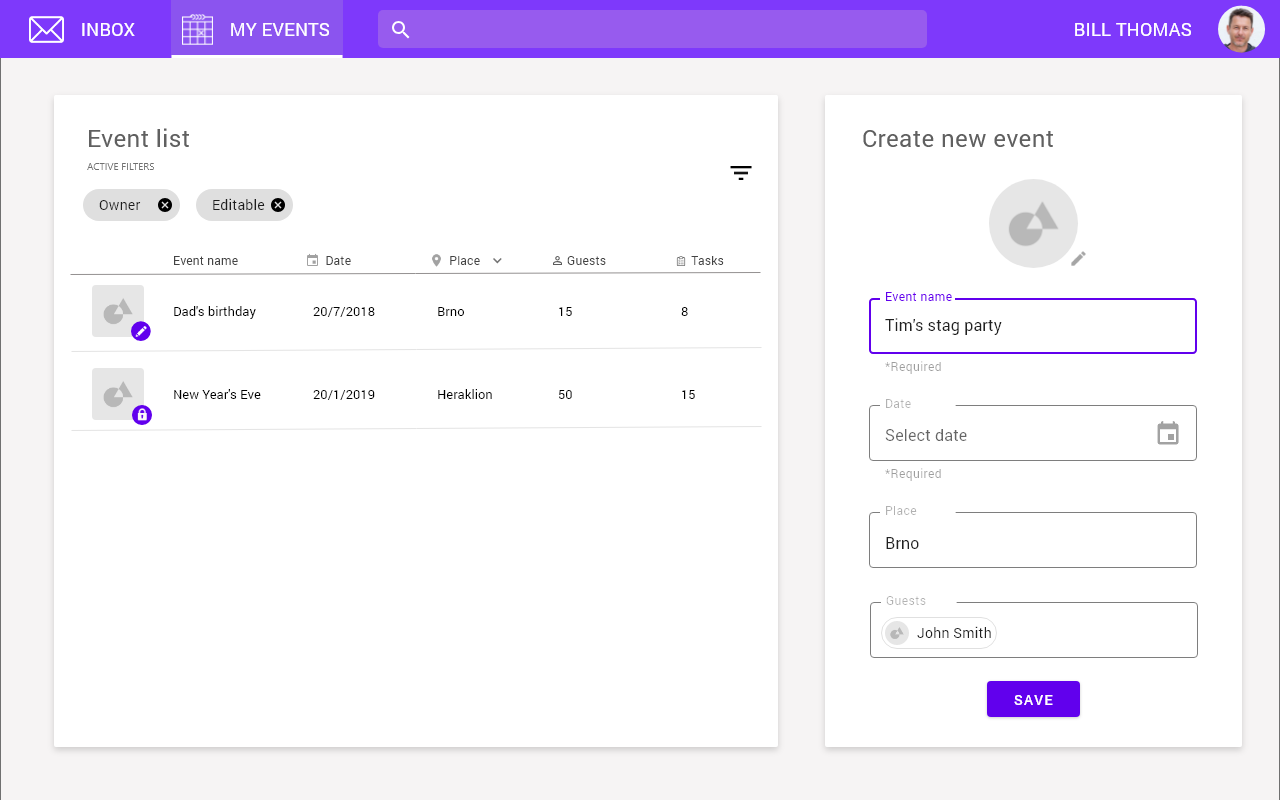 INBOX MY EVENTS BILL THOMAS
Event list
ACTIVE FILTERS
Owner Editable
Event name Date Place Guests Tasks
Dad's birthday 20/7/2018 Brno 15 8
New Year's Eve 20/1/2019 Heraklion 50 15
Create new event
Event name
Tim's stag party
*Required
Date
Select date
*Required
Place
Brno
Guests
John Smith
SAVE